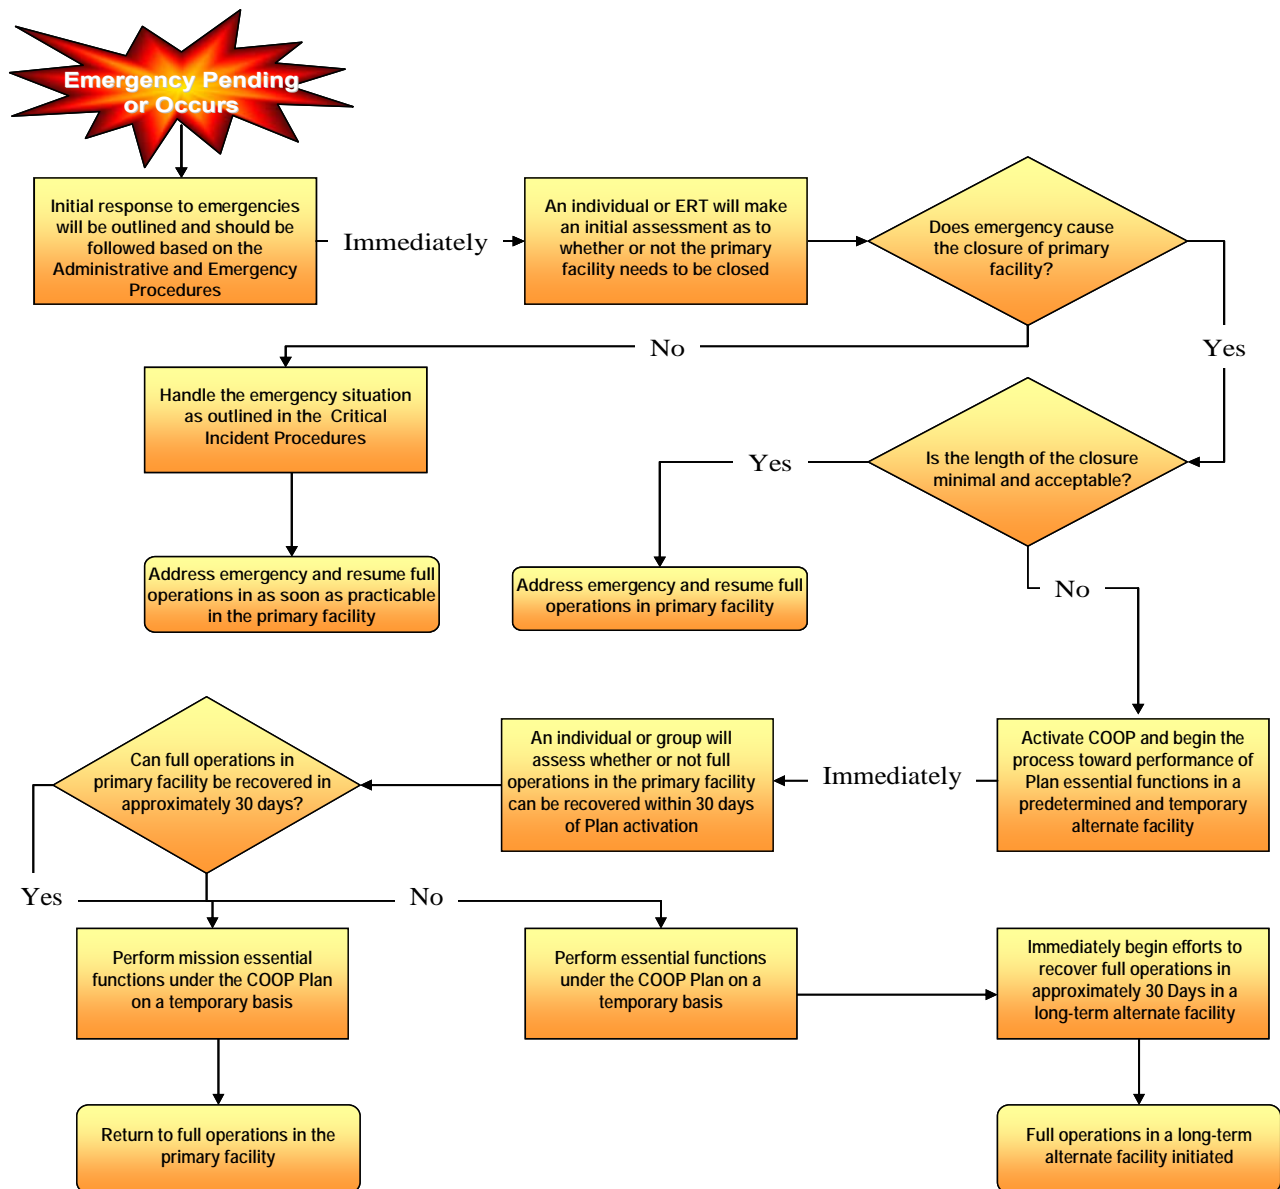 Emergency Pending
or Occurs
Initial response to emergencies
will be outlined and should be
followed based on the
Administrative and Emergency
Procedures
Immediately
An individual or ERT will make
an initial assessment as to
whether or not the primary
facility needs to be closed
Does emergency cause
the closure of primary
facility?
No
Yes
Handle the emergency situation
as outlined in the Critical
Incident Procedures
Is the length of the closure
minimal and acceptable?
Yes
No
Address emergency and resume full
operations in as soon as practicable
in the primary facility
Address emergency and resume full
operations in primary facility
Activate COOP and begin the
process toward performance of
Plan essential functions in a
predetermined and temporary
alternate facility
Immediately
An individual or group will
assess whether or not full
operations in the primary facility
can be recovered within 30 days
of Plan activation
Can full operations in
primary facility be recovered in
approximately 30 days?
Yes
No
Perform mission essential
functions under the COOP Plan
on a temporary basis
Perform essential functions
under the COOP Plan on a
temporary basis
Immediately begin efforts to
recover full operations in
approximately 30 Days in a
long-term alternate facility
Return to full operations in the
primary facility
Full operations in a long-term
alternate facility initiated